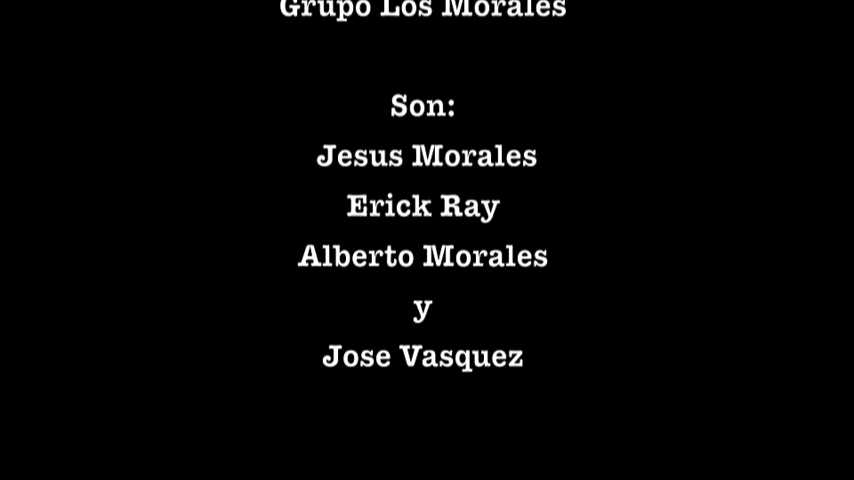 Grupo Los Morales
Son:
Jesus Morales
Erick Ray
Alberto Morales
y
Jose Vasquez